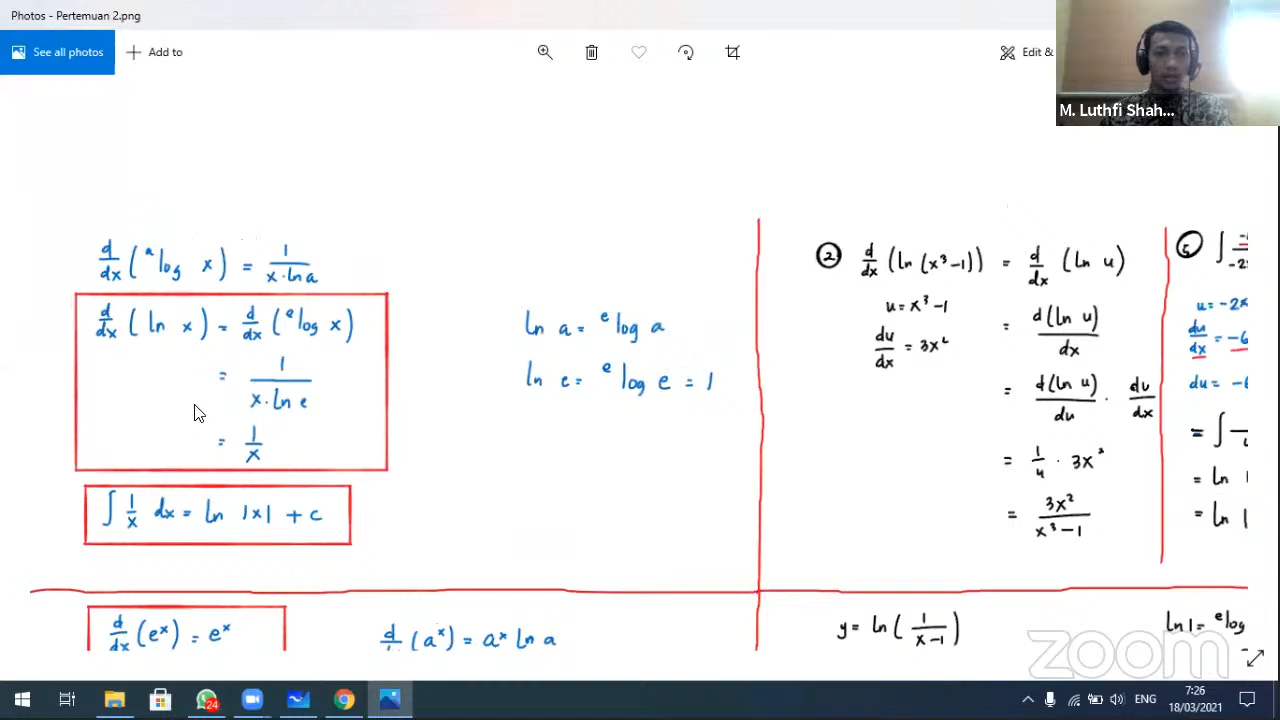 Photos - Pertemuan 2.png
See all photos
Add to
Edit &
M. Luthfi Shah...
d/dx (ᵃlog x) = 1/(x·ln a)
d/dx (ln x) = d/dx (ᵉlog x)
= 1/(x·ln e)
= 1/x
∫ 1/x dx = ln |x| + c
ln a = ᵉlog a
ln e = ᵉlog e = 1
d/dx (eˣ) = eˣ
d/dx (aˣ) = aˣ ln a
② d/dx (ln (x³-1)) = d/dx (ln u)
u = x³-1
du/dx = 3x²
= d(ln u)/dx
= d(ln u)/du · du/dx
= 1/u · 3x²
= 3x²/(x³-1)
y = ln (1/(x-1))
u = -2x
du/dx = -6
du = -6
= ∫
= ln |
= ln |
ln 1 = ᵉlog
zoom
24
ENG
7:26
18/03/2021